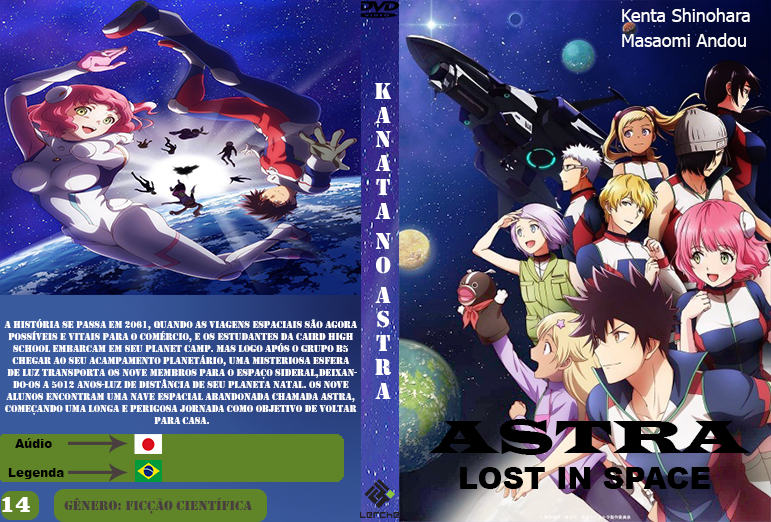 A HISTÓRIA SE PASSA EM 2061, QUANDO AS VIAGENS ESPACIAIS SÃO AGORA
POSSÍVEIS E VITAIS PARA O COMÉRCIO, E OS ESTUDANTES DA CAIRD HIGH
SCHOOL EMBARCAM EM SEU PLANET CAMP. MAS LOGO APÓS O GRUPO B5
CHEGAR AO SEU ACAMPAMENTO PLANETÁRIO, UMA MISTERIOSA ESFERA
DE LUZ TRANSPORTA OS NOVE MEMBROS PARA O ESPAÇO SIDERAL,DEIXAN-
DO-OS A 5012 ANOS-LUZ DE DISTÂNCIA DE SEU PLANETA NATAL. OS NOVE
ALUNOS ENCONTRAM UMA NAVE ESPACIAL ABANDONADA CHAMADA ASTRA,
COMEÇANDO UMA LONGA E PERIGOSA JORNADA COMO OBJETIVO DE VOLTAR
PARA CASA.
Aúdio
Legenda
14
GÊNERO: FICÇÃO CIENTÍFICA
DVD
KANATA NO ASTRA
Lerche
Kenta Shinohara
Masaomi Andou
ASTRA
LOST IN SPACE